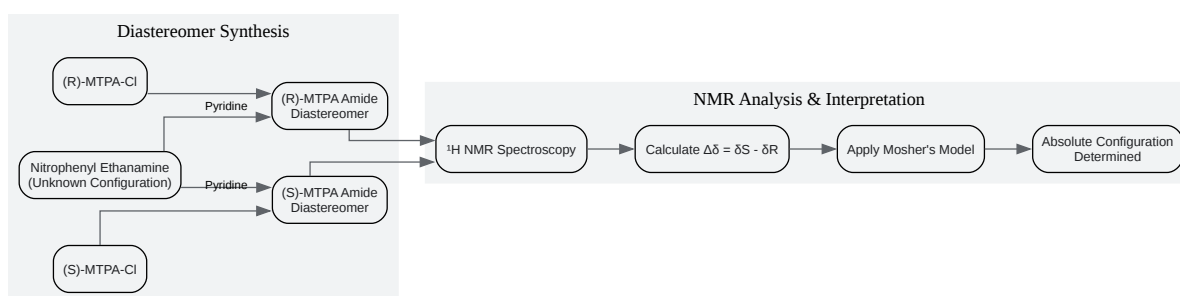 Diastereomer Synthesis
(R)-MTPA-Cl
Pyridine
(R)-MTPA Amide
Diastereomer
Nitrophenyl Ethanamine
(Unknown Configuration)
Pyridine
(S)-MTPA Amide
Diastereomer
(S)-MTPA-Cl
NMR Analysis & Interpretation
¹H NMR Spectroscopy
Calculate Δδ = δS - δR
Apply Mosher's Model
Absolute Configuration
Determined